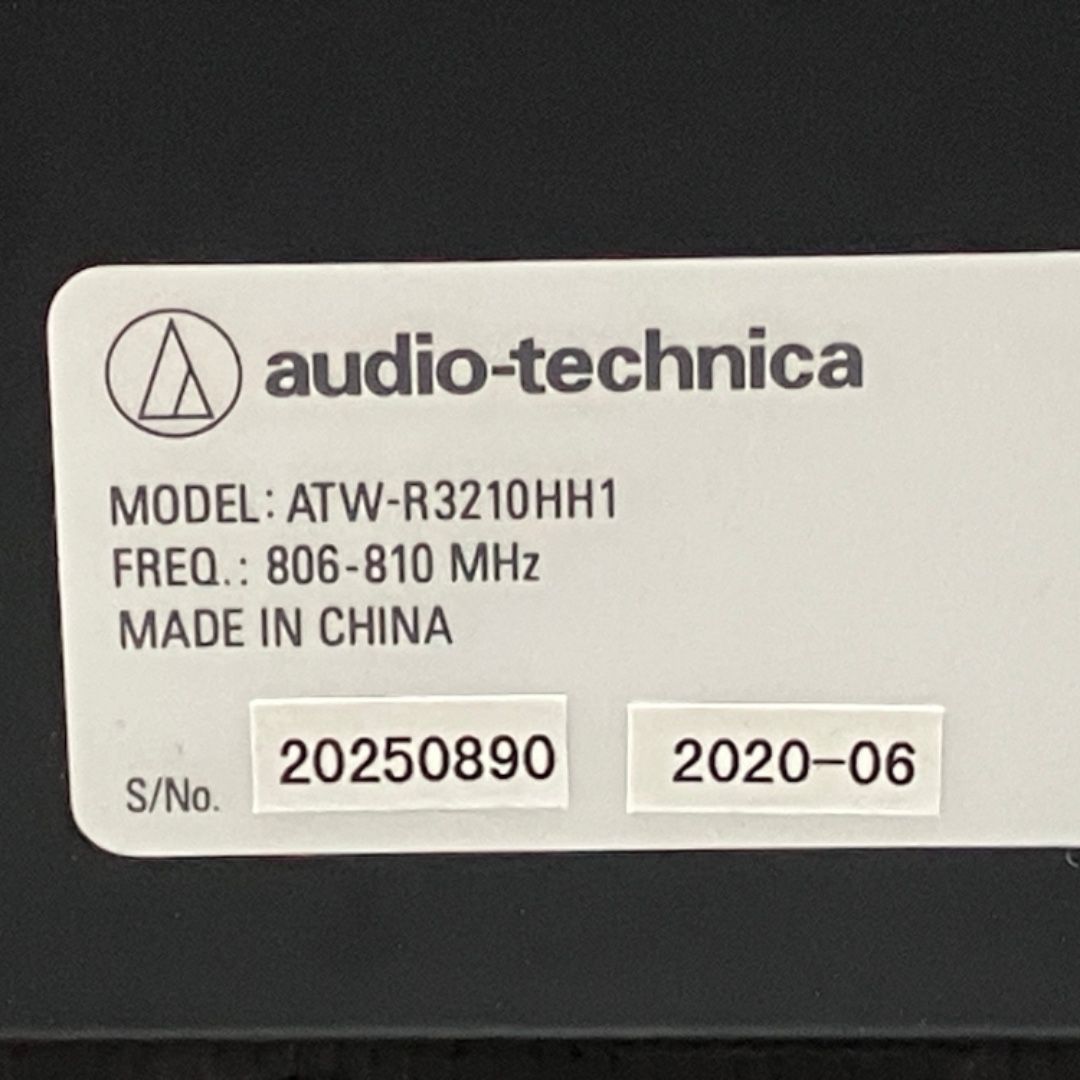 audio-technica
MODEL: ATW-R3210HH1
FREQ.: 806-810 MHz
MADE IN CHINA
S/No. 20250890 2020-06